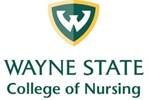 W
WAYNE STATE
College of Nursing